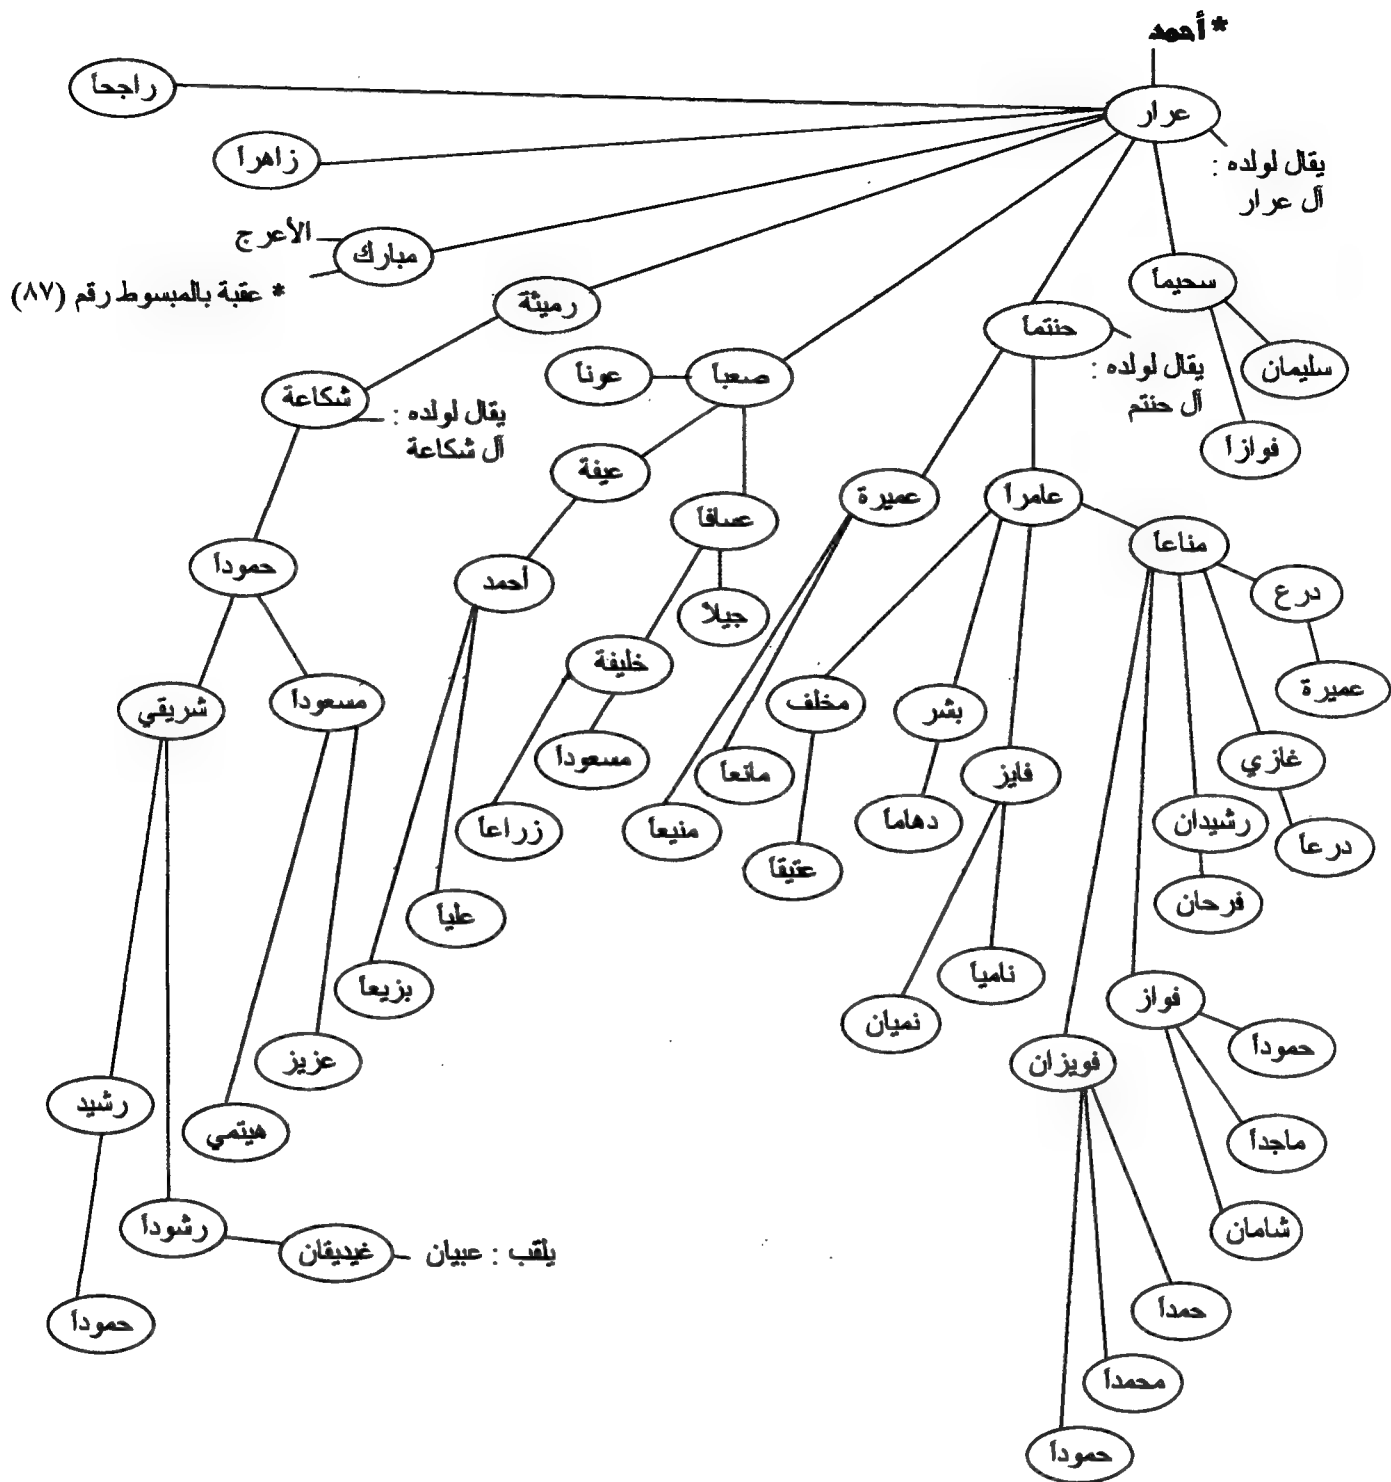 * أحمد
عرار
يقال لولده :
آل عرار
راجحاً
زاهراً
مبارك
الأعرج
* عقبة بالمبسوط رقم (٨٧)
رميثة
شكاعة
يقال لولده :
آل شكاعة
صعباً
عوناً
حنتماً
يقال لولده :
آل حنتم
سحيماً
سليمان
فوازاً
عيفة
عسافاً
عميرة
عامراً
مناعاً
حموداً
أحمد
جيلاً
درع
عميرة
خليفة
شريقي
مسعوداً
مسعوداً
مخلف
بشر
فايز
غازي
مانعاً
زراعاً
منيعاً
عتيقاً
دهاماً
رشيدان
درعاً
فرحان
علياً
بزيعاً
نامياً
نميان
فواز
حموداً
فويزان
عزيز
رشيد
هيتمي
ماجداً
شامان
رشوداً
غيديقان
يلقب : عبيان
حموداً
حمداً
محمداً
حموداً